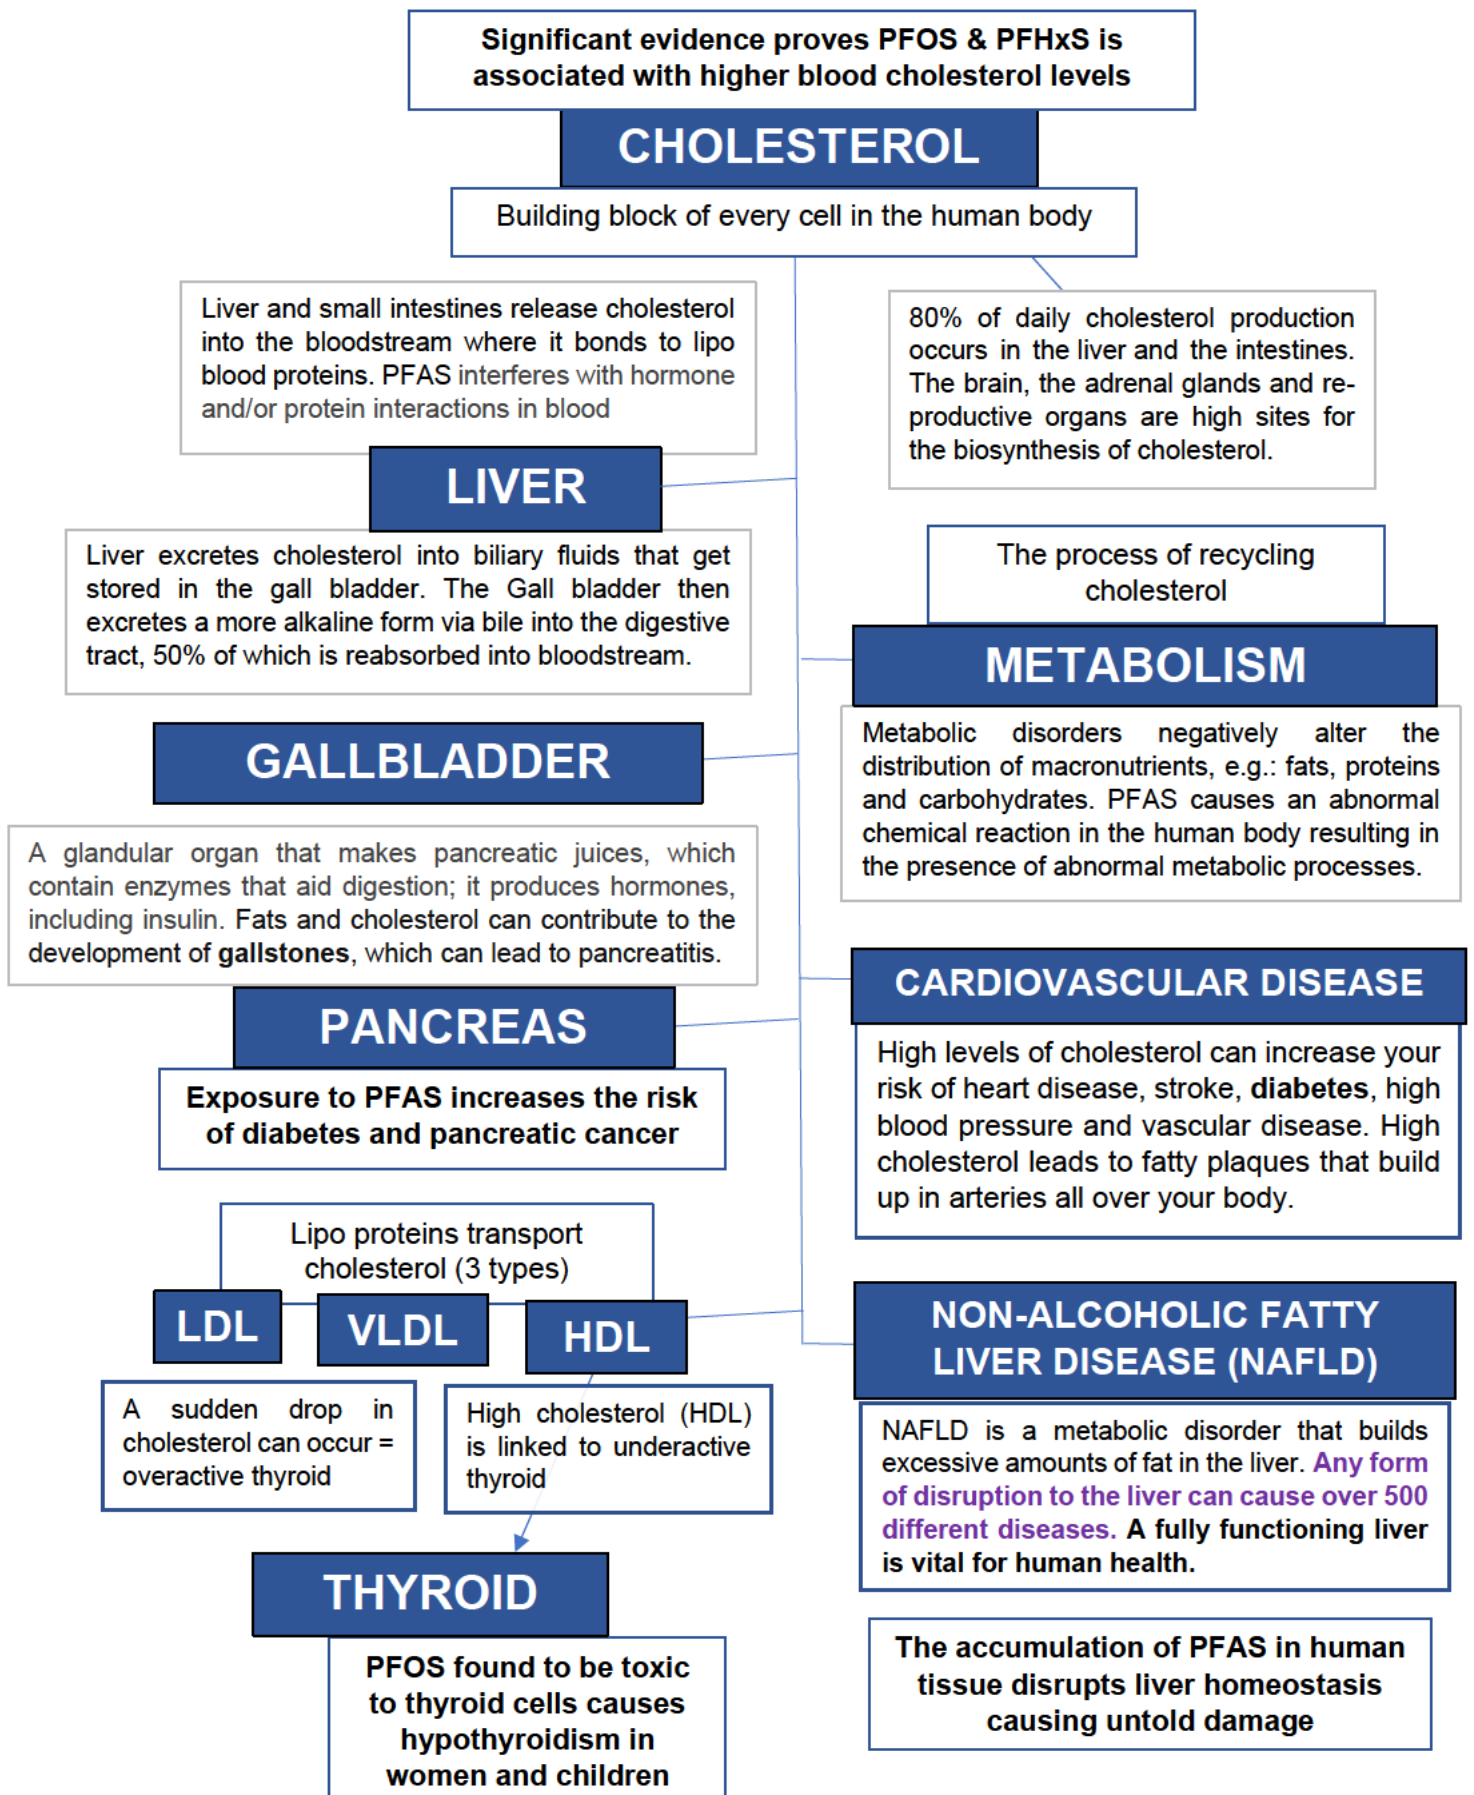 Significant evidence proves PFOS & PFHxS is
associated with higher blood cholesterol levels
CHOLESTEROL
Building block of every cell in the human body
Liver and small intestines release cholesterol
into the bloodstream where it bonds to lipo
blood proteins. PFAS interferes with hormone
and/or protein interactions in blood
80% of daily cholesterol production
occurs in the liver and the intestines.
The brain, the adrenal glands and re-
productive organs are high sites for
the biosynthesis of cholesterol.
LIVER
Liver excretes cholesterol into biliary fluids that get
stored in the gall bladder. The Gall bladder then
excretes a more alkaline form via bile into the digestive
tract, 50% of which is reabsorbed into bloodstream.
The process of recycling
cholesterol
METABOLISM
Metabolic disorders negatively alter the
distribution of macronutrients, e.g.: fats, proteins
and carbohydrates. PFAS causes an abnormal
chemical reaction in the human body resulting in
the presence of abnormal metabolic processes.
GALLBLADDER
A glandular organ that makes pancreatic juices, which
contain enzymes that aid digestion; it produces hormones,
including insulin. Fats and cholesterol can contribute to the
development of gallstones, which can lead to pancreatitis.
PANCREAS
Exposure to PFAS increases the risk
of diabetes and pancreatic cancer
CARDIOVASCULAR DISEASE
High levels of cholesterol can increase your
risk of heart disease, stroke, diabetes, high
blood pressure and vascular disease. High
cholesterol leads to fatty plaques that build
up in arteries all over your body.
Lipo proteins transport
cholesterol (3 types)
LDL
VLDL
HDL
A sudden drop in
cholesterol can occur =
overactive thyroid
High cholesterol (HDL)
is linked to underactive
thyroid
NON-ALCOHOLIC FATTY
LIVER DISEASE (NAFLD)
NAFLD is a metabolic disorder that builds
excessive amounts of fat in the liver. Any form
of disruption to the liver can cause over 500
different diseases. A fully functioning liver
is vital for human health.
THYROID
PFOS found to be toxic
to thyroid cells causes
hypothyroidism in
women and children
The accumulation of PFAS in human
tissue disrupts liver homeostasis
causing untold damage